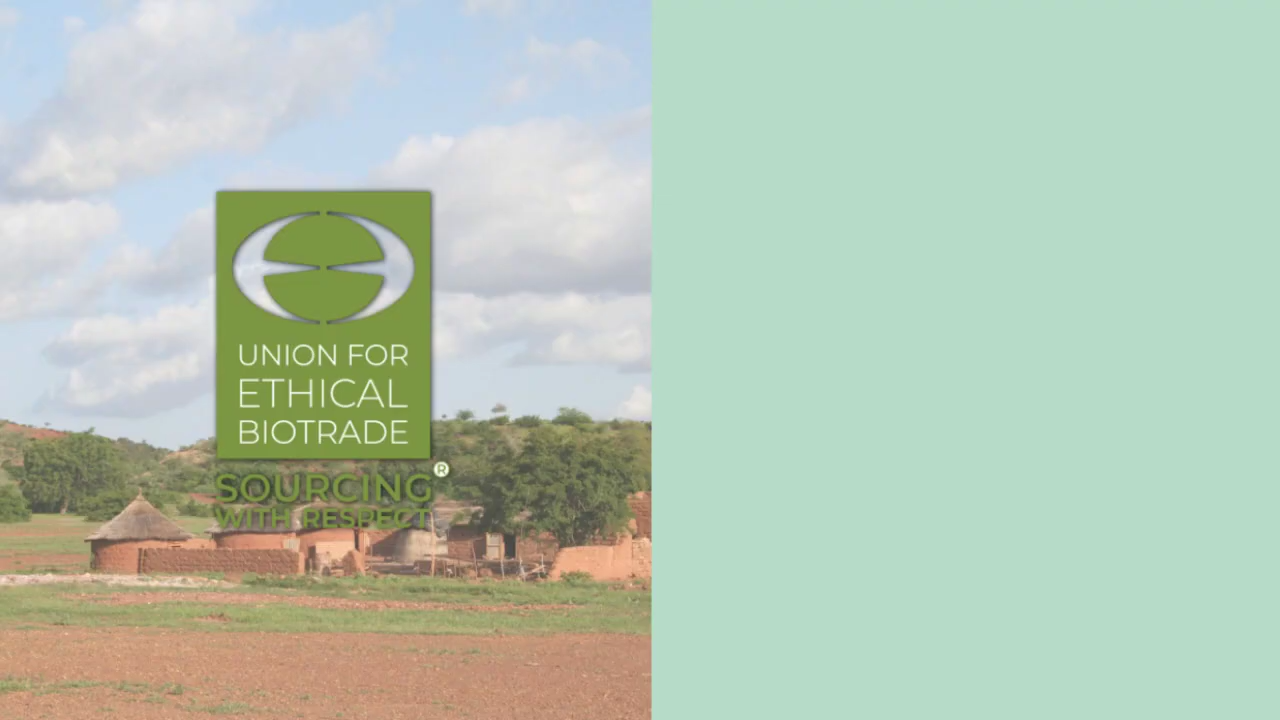 UNION FOR
ETHICAL
BIOTRADE
®
SOURCING
WITH RESPECT